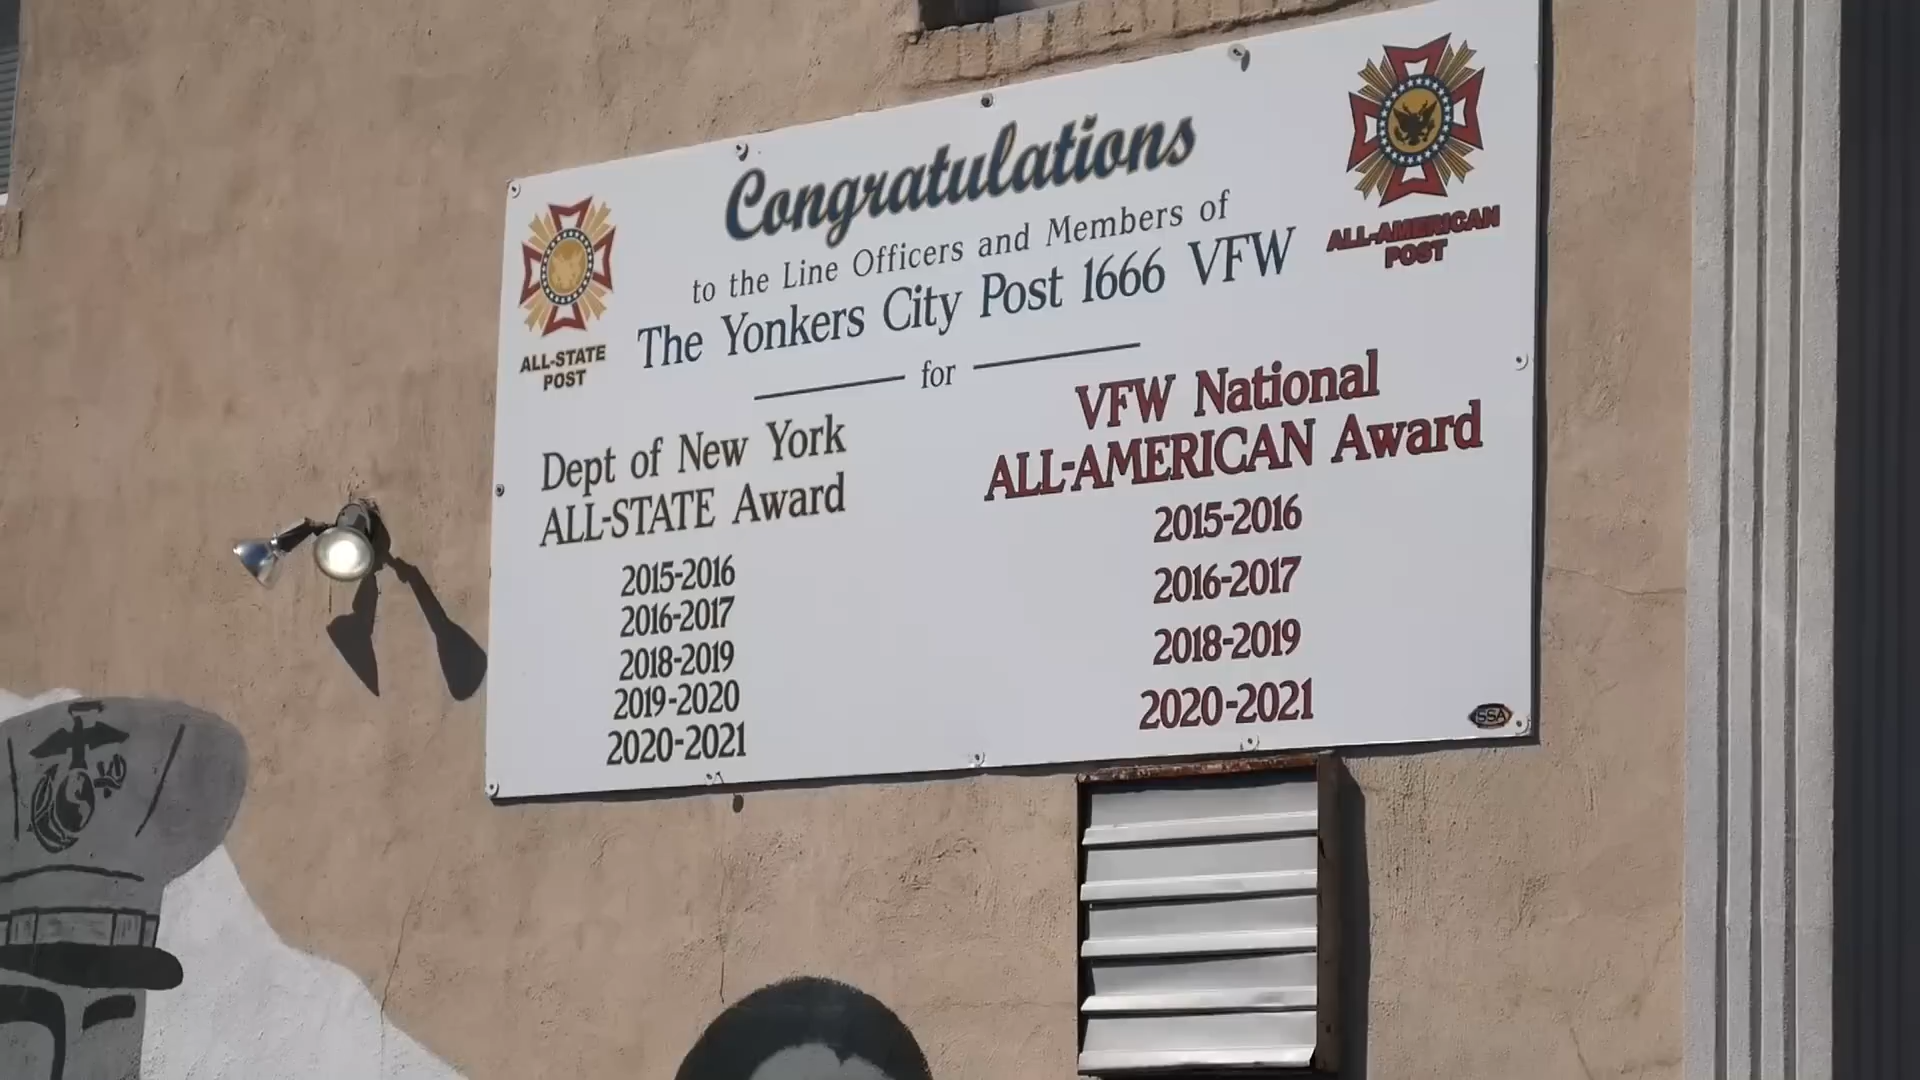 Congratulations
to the Line Officers and Members of
The Yonkers City Post 1666 VFW
for
ALL-STATE
POST
ALL-AMERICAN
POST
Dept of New York
ALL-STATE Award
2015-2016
2016-2017
2018-2019
2019-2020
2020-2021
VFW National
ALL-AMERICAN Award
2015-2016
2016-2017
2018-2019
2020-2021
SSA